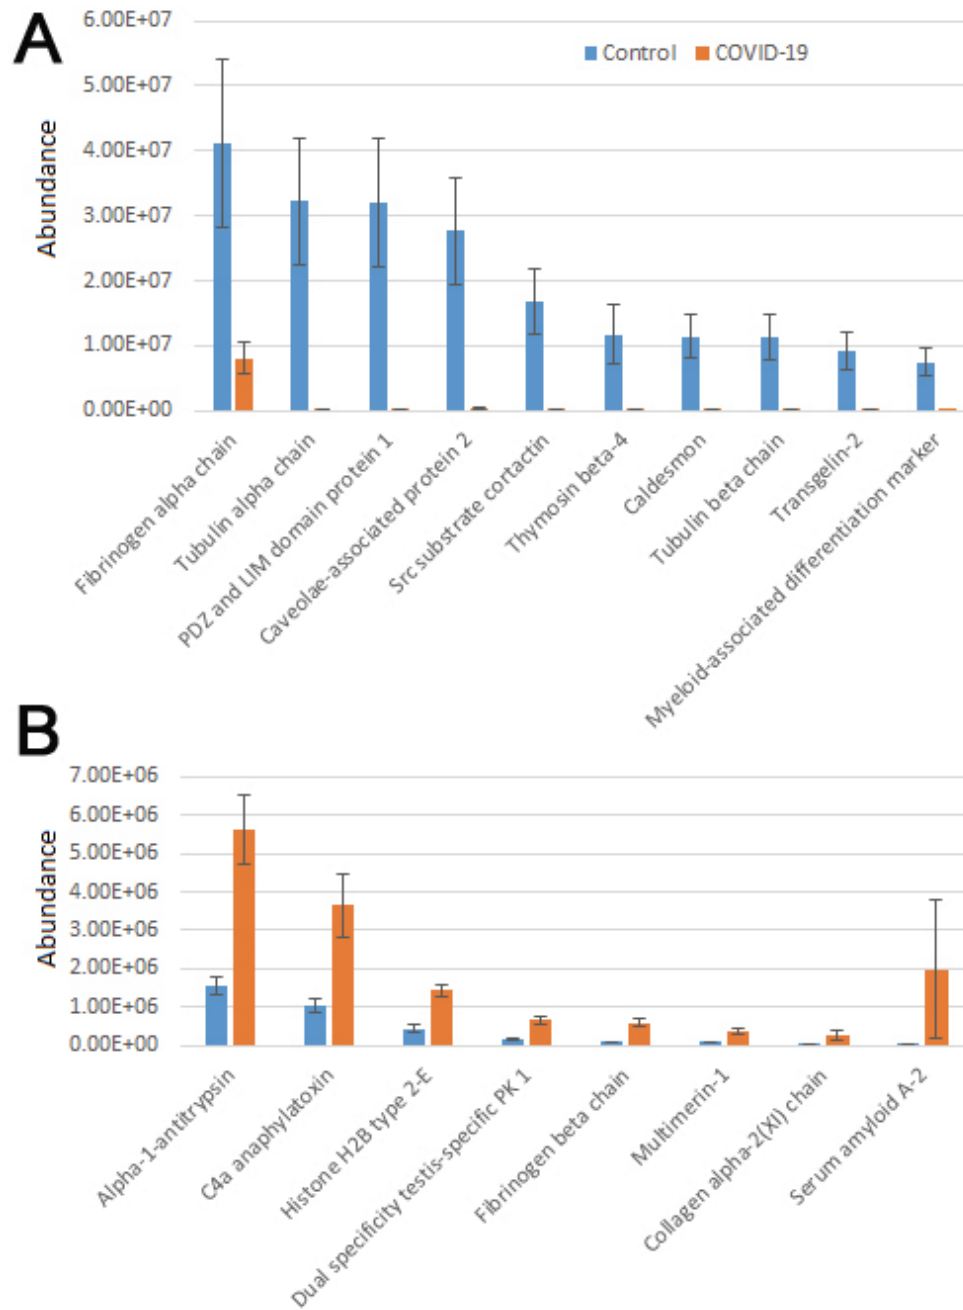 A
6.00E+07
Control COVID-19
5.00E+07
4.00E+07
3.00E+07
2.00E+07
1.00E+07
0.00E+00
Abundance
Fibrinogen alpha chain
Tubulin alpha chain
PDZ and LIM domain protein 1
Caveolae-associated protein 2
Src substrate cortactin
Thymosin beta-4
Caldesmon
Tubulin beta chain
Transgelin-2
Myeloid-associated differentiation marker
B
7.00E+06
6.00E+06
5.00E+06
4.00E+06
3.00E+06
2.00E+06
1.00E+06
0.00E+00
Abundance
Alpha-1-antitrypsin
C4a anaphylatoxin
Histone H2B type 2-E
Dual specificity testis-specific PK 1
Fibrinogen beta chain
Multimerin-1
Collagen alpha-2(XI) chain
Serum amyloid A-2